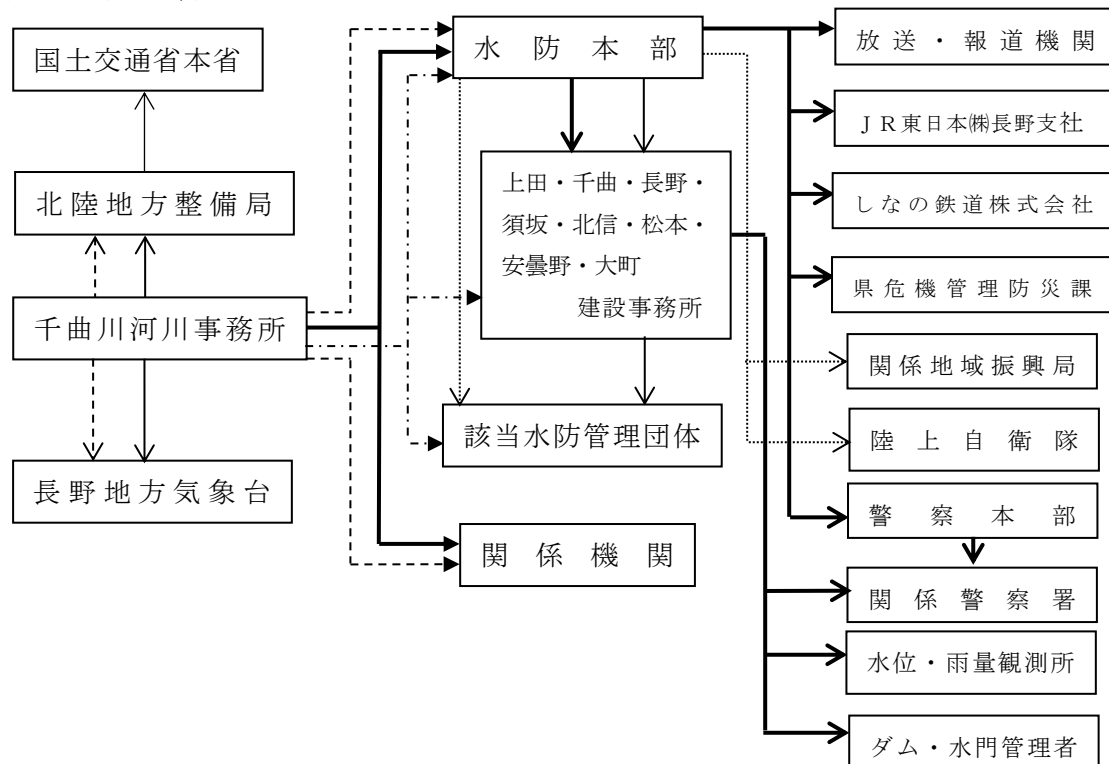 国土交通省本省
北陸地方整備局
千曲川河川事務所
長野地方気象台
水防本部
上田・千曲・長野・
須坂・北信・松本・
安曇野・大町
建設事務所
該当水防管理団体
関係機関
放送・報道機関
JR東日本㈱長野支社
しなの鉄道株式会社
県危機管理防災課
関係地域振興局
陸上自衛隊
警察本部
関係警察署
水位・雨量観測所
ダム・水門管理者